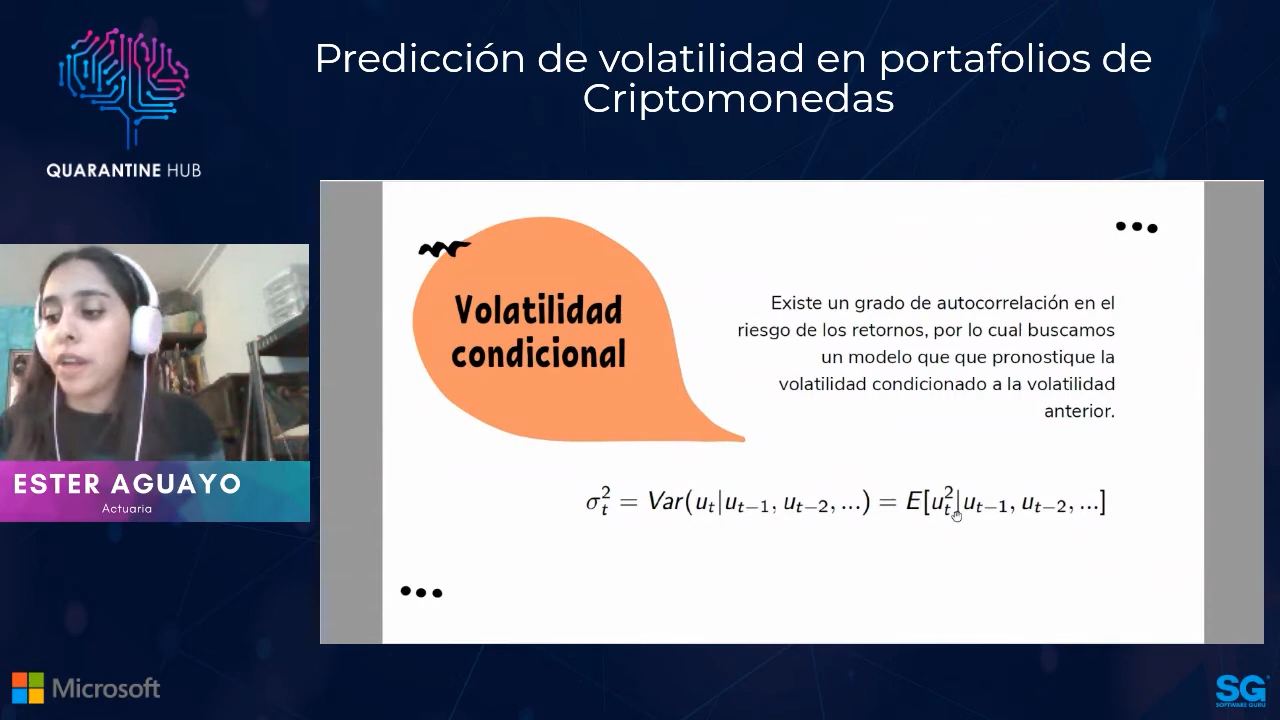 Predicción de volatilidad en portafolios de
Criptomonedas
QUARANTINE HUB
Volatilidad
condicional
Existe un grado de autocorrelación en el
riesgo de los retornos, por lo cual buscamos
un modelo que que pronostique la
volatilidad condicionado a la volatilidad
anterior.
σ²ₜ = Var(uₜ|uₜ₋₁, uₜ₋₂, ...) = E[u²ₜ|uₜ₋₁, uₜ₋₂, ...]
ESTER AGUAYO
Actuaria
Microsoft
SG
SOFTWARE GURU